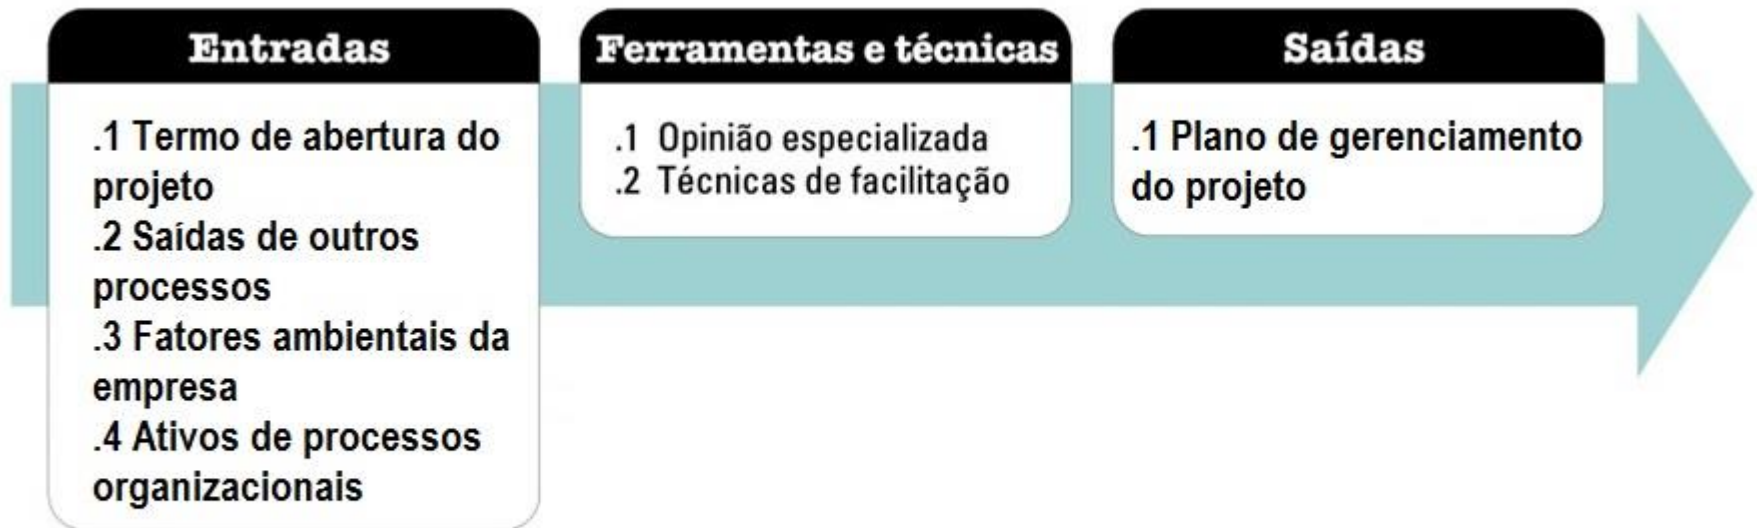 Entradas
.1 Termo de abertura do
projeto
.2 Saídas de outros
processos
.3 Fatores ambientais da
empresa
.4 Ativos de processos
organizacionais
Ferramentas e técnicas
.1 Opinião especializada
.2 Técnicas de facilitação
Saídas
.1 Plano de gerenciamento
do projeto